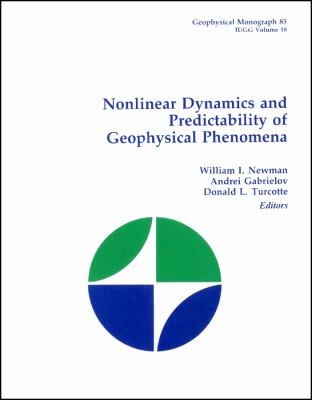 Geophysical Monograph 83
IUGG Volume 18
Nonlinear Dynamics and
Predictability of
Geophysical Phenomena
William I. Newman
Andrei Gabrielov
Donald L. Turcotte
Editors